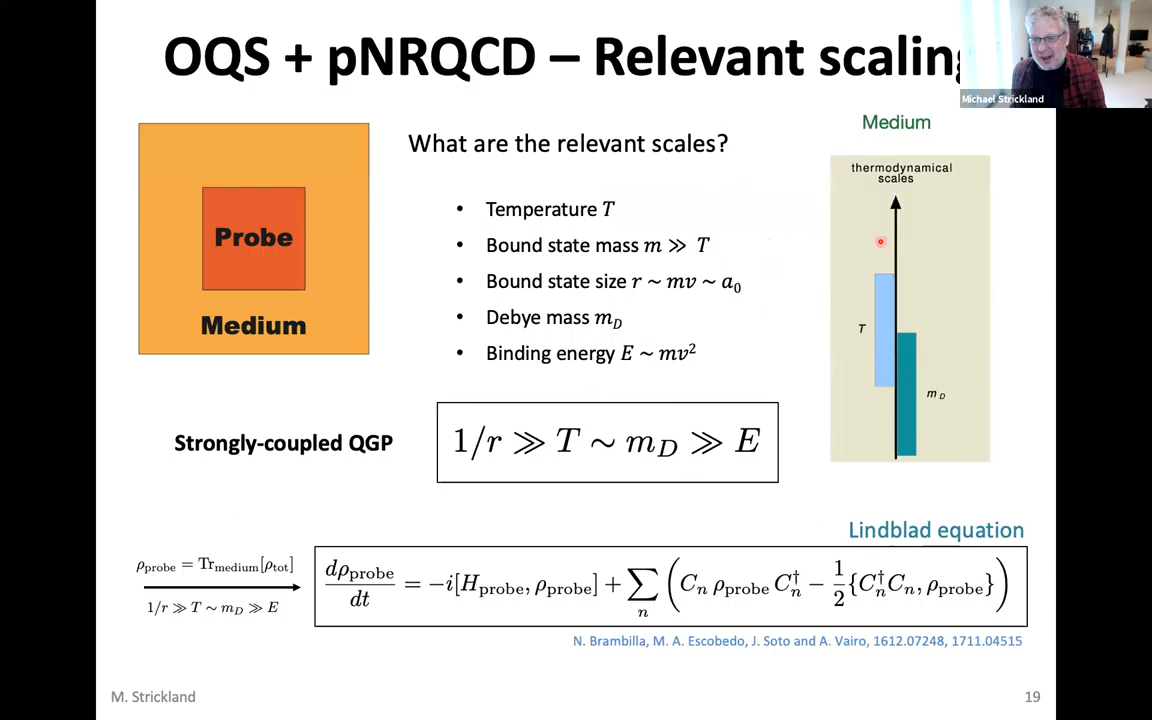 OQS + pNRQCD – Relevant scaling
Michael Strickland
Probe
Medium
What are the relevant scales?
• Temperature T
• Bound state mass m ≫ T
• Bound state size r ~ mv ~ a₀
• Debye mass m_D
• Binding energy E ~ mv²
Medium
thermodynamical
scales
T
m_D
Strongly-coupled QGP
1/r ≫ T ∼ m_D ≫ E
Lindblad equation
ρ_probe = Tr_medium[ρ_tot]
1/r ≫ T ∼ m_D ≫ E
dρ_probe/dt = −i[H_probe, ρ_probe] + ∑_n (C_n ρ_probe C_n† − 1/2 {C_n† C_n, ρ_probe})
N. Brambilla, M. A. Escobedo, J. Soto and A. Vairo, 1612.07248, 1711.04515
M. Strickland
19